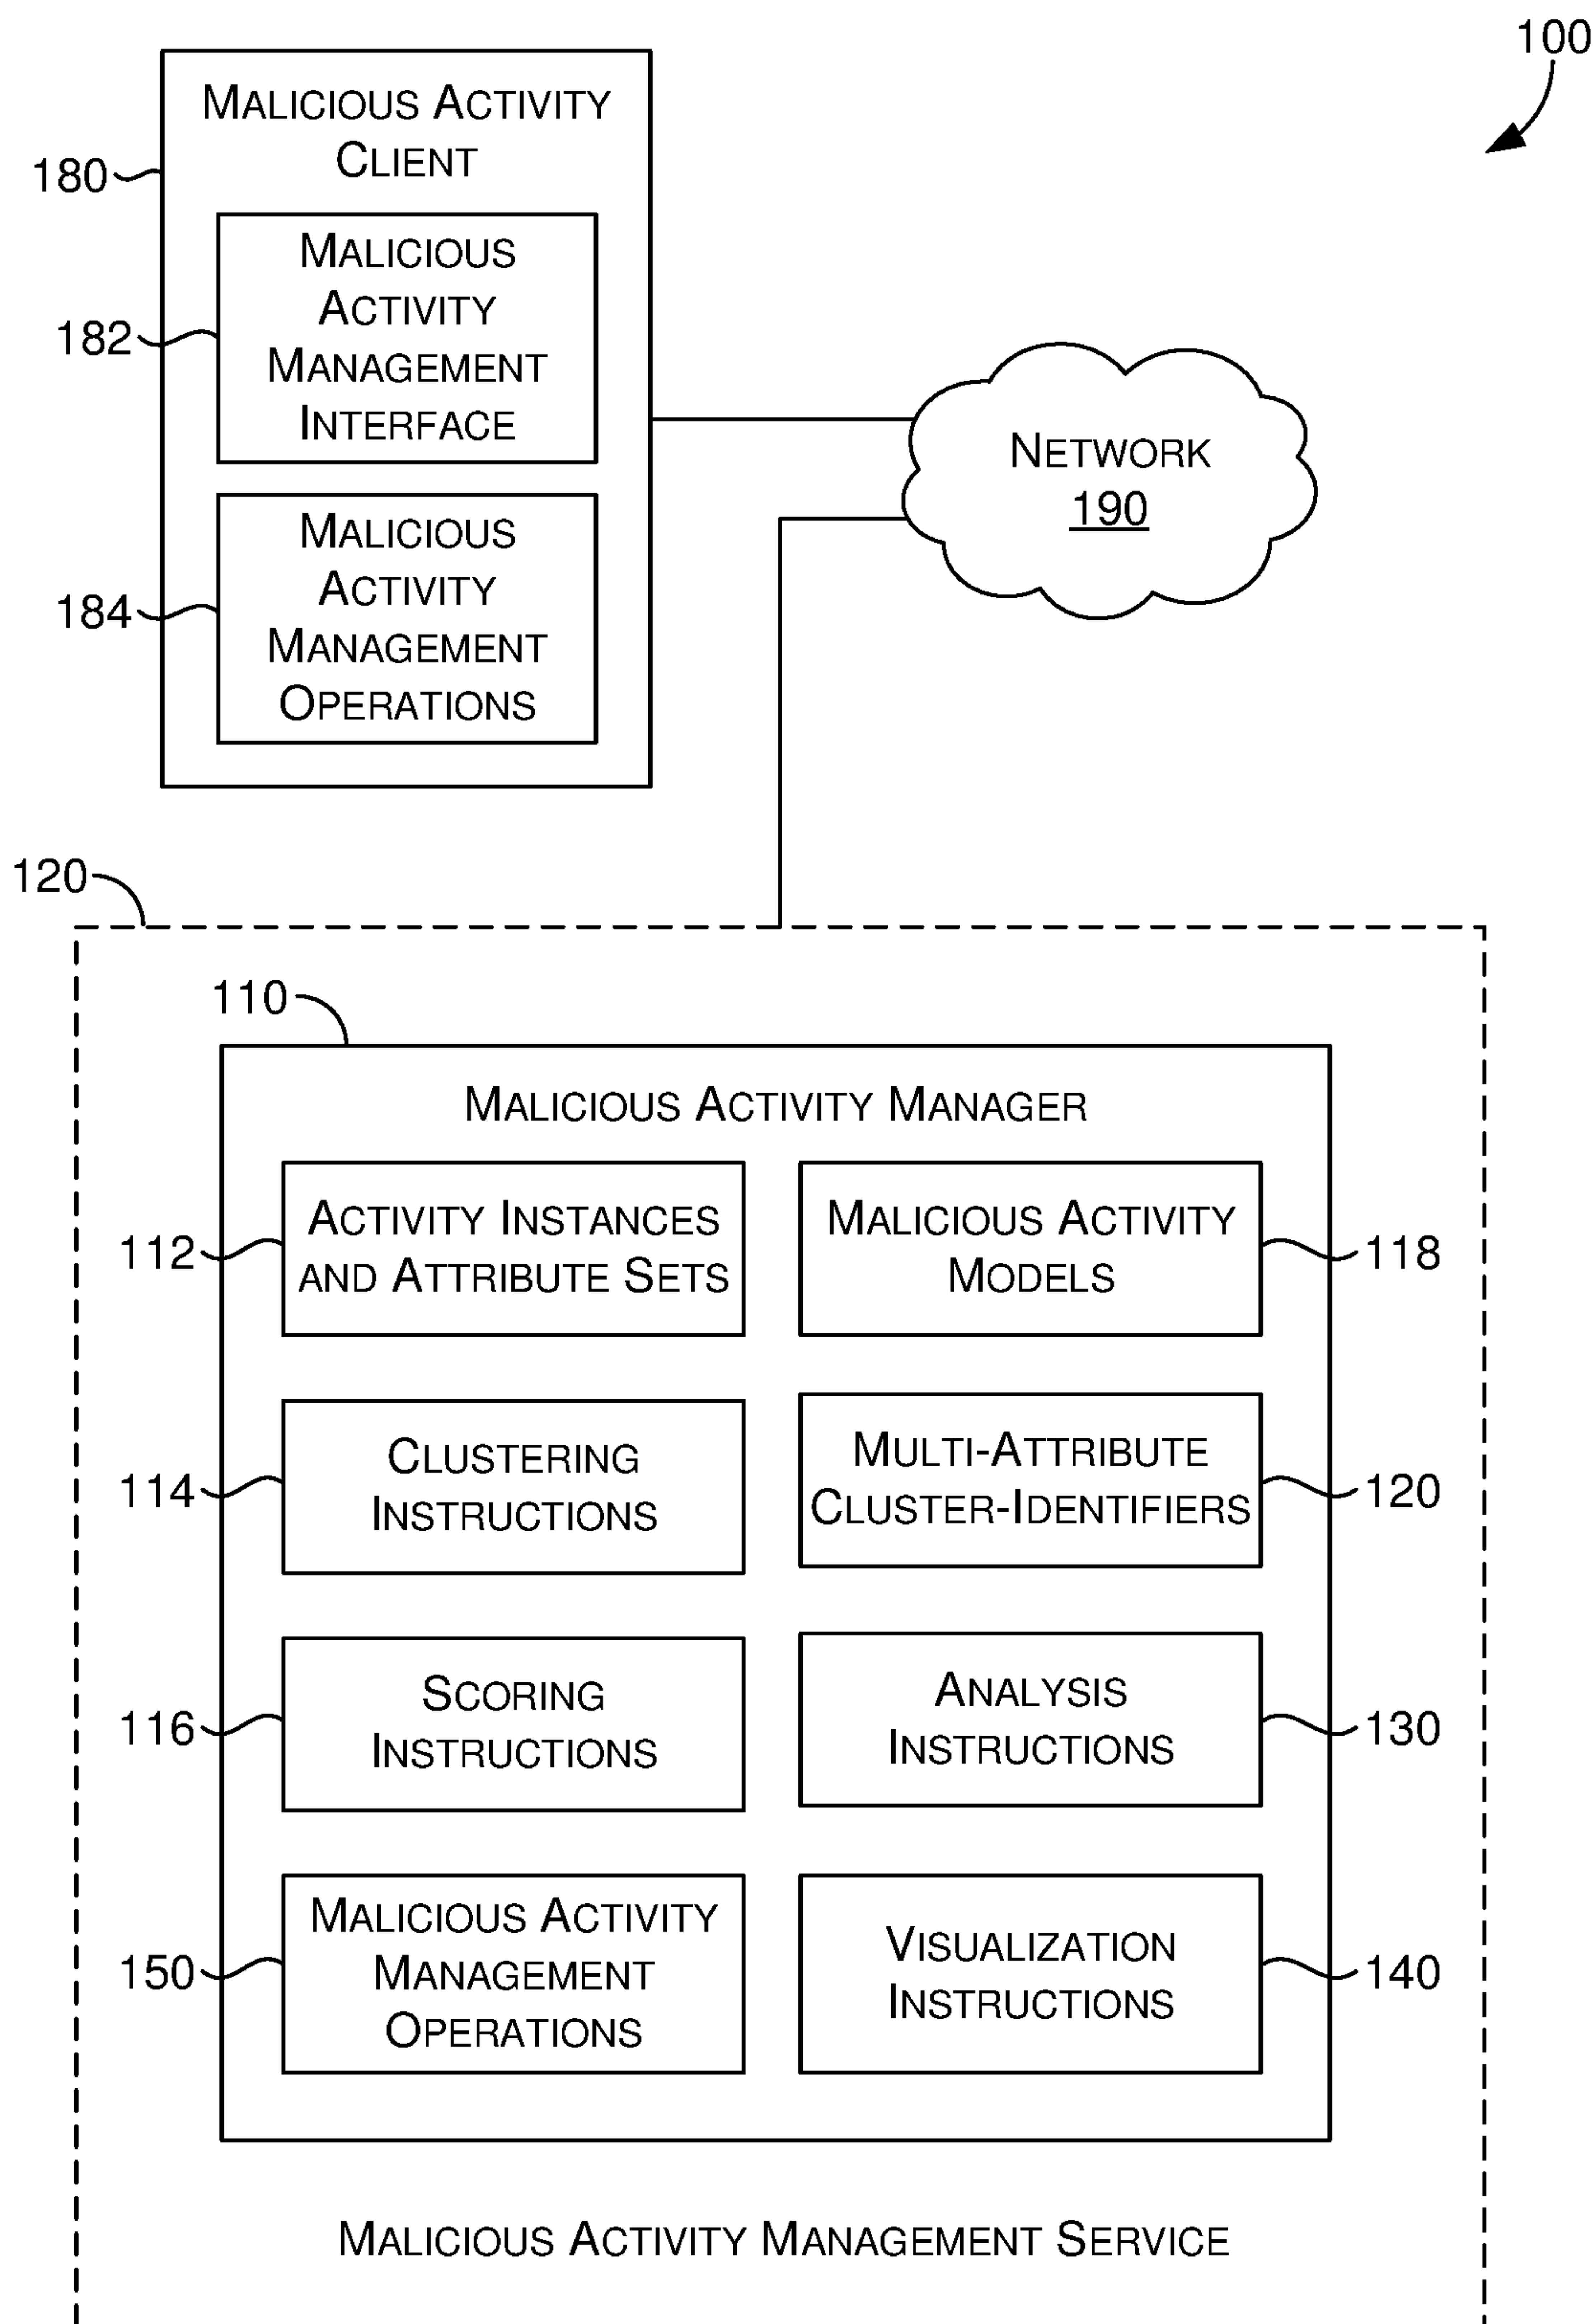 100
MALICIOUS ACTIVITY
CLIENT
180
MALICIOUS
ACTIVITY
MANAGEMENT
INTERFACE
182
MALICIOUS
ACTIVITY
MANAGEMENT
OPERATIONS
184
NETWORK
190
120
110
MALICIOUS ACTIVITY MANAGER
ACTIVITY INSTANCES
AND ATTRIBUTE SETS
112
MALICIOUS ACTIVITY
MODELS
118
CLUSTERING
INSTRUCTIONS
114
MULTI-ATTRIBUTE
CLUSTER-IDENTIFIERS
120
SCORING
INSTRUCTIONS
116
ANALYSIS
INSTRUCTIONS
130
MALICIOUS ACTIVITY
MANAGEMENT
OPERATIONS
150
VISUALIZATION
INSTRUCTIONS
140
MALICIOUS ACTIVITY MANAGEMENT SERVICE